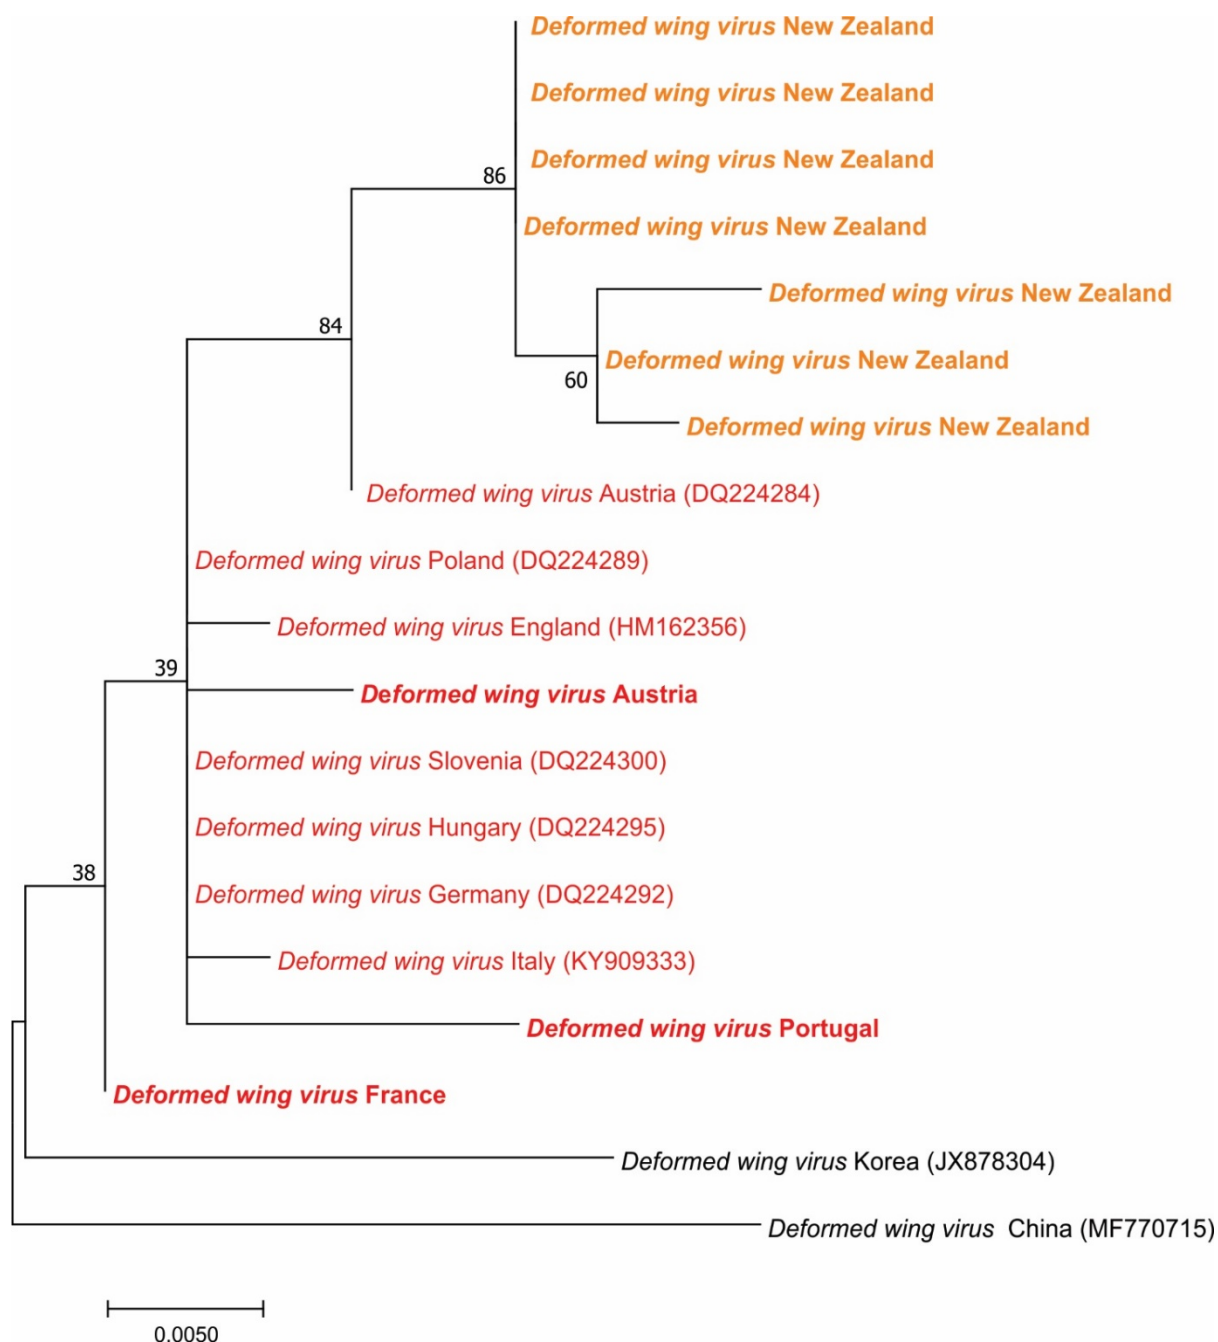 Deformed wing virus New Zealand
Deformed wing virus New Zealand
Deformed wing virus New Zealand
86
Deformed wing virus New Zealand
Deformed wing virus New Zealand
84
Deformed wing virus New Zealand
60
Deformed wing virus New Zealand
Deformed wing virus Austria (DQ224284)
Deformed wing virus Poland (DQ224289)
Deformed wing virus England (HM162356)
39
Deformed wing virus Austria
Deformed wing virus Slovenia (DQ224300)
Deformed wing virus Hungary (DQ224295)
38
Deformed wing virus Germany (DQ224292)
Deformed wing virus Italy (KY909333)
Deformed wing virus Portugal
Deformed wing virus France
Deformed wing virus Korea (JX878304)
Deformed wing virus China (MF770715)
0.0050